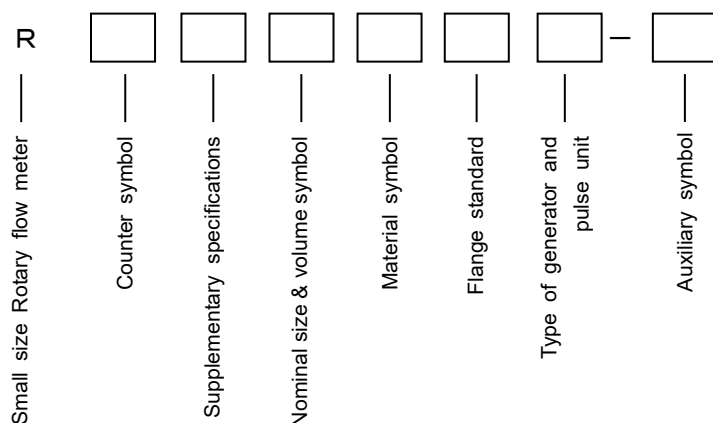 R
—
Small size Rotary flow meter
Counter symbol
Supplementary specifications
Nominal size & volume symbol
Material symbol
Flange standard
Type of generator and
pulse unit
Auxiliary symbol